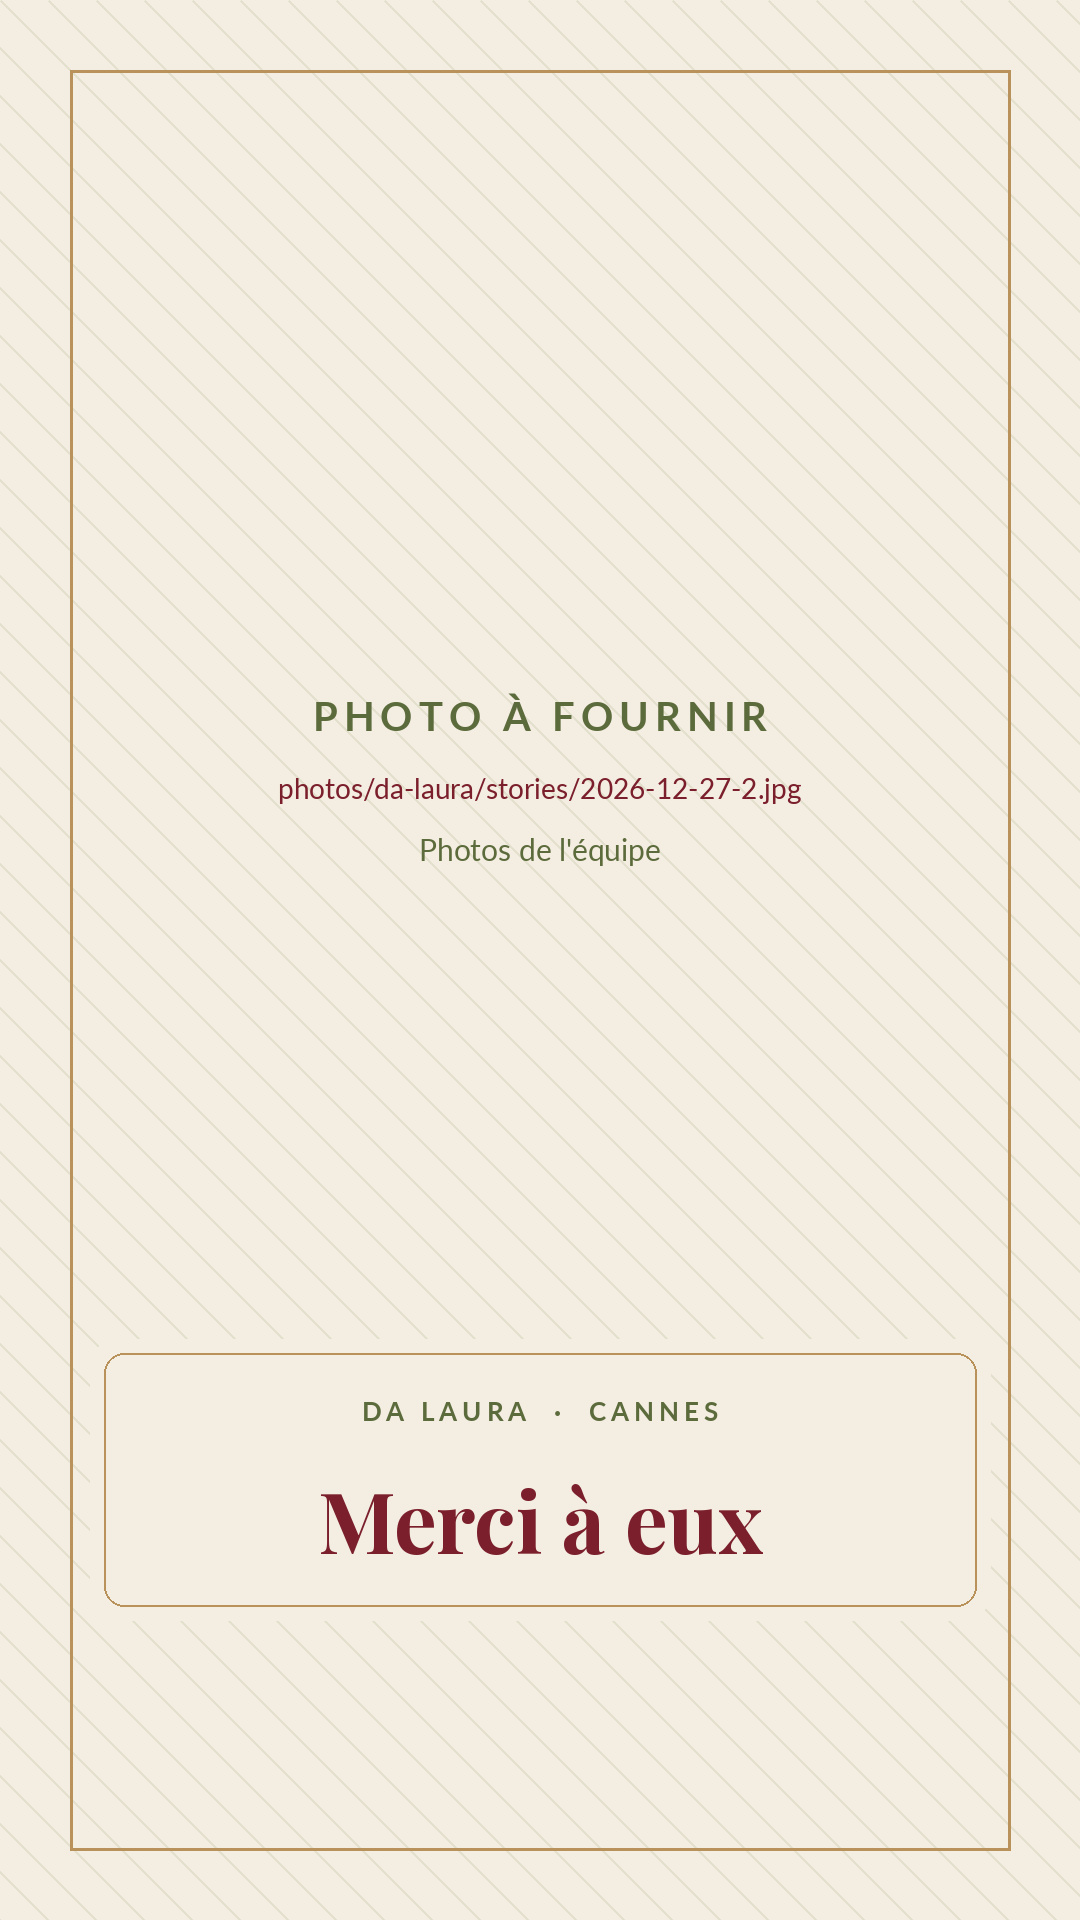 PHOTO À FOURNIR
photos/da-laura/stories/2026-12-27-2.jpg
Photos de l'équipe
DA LAURA · CANNES
Merci à eux